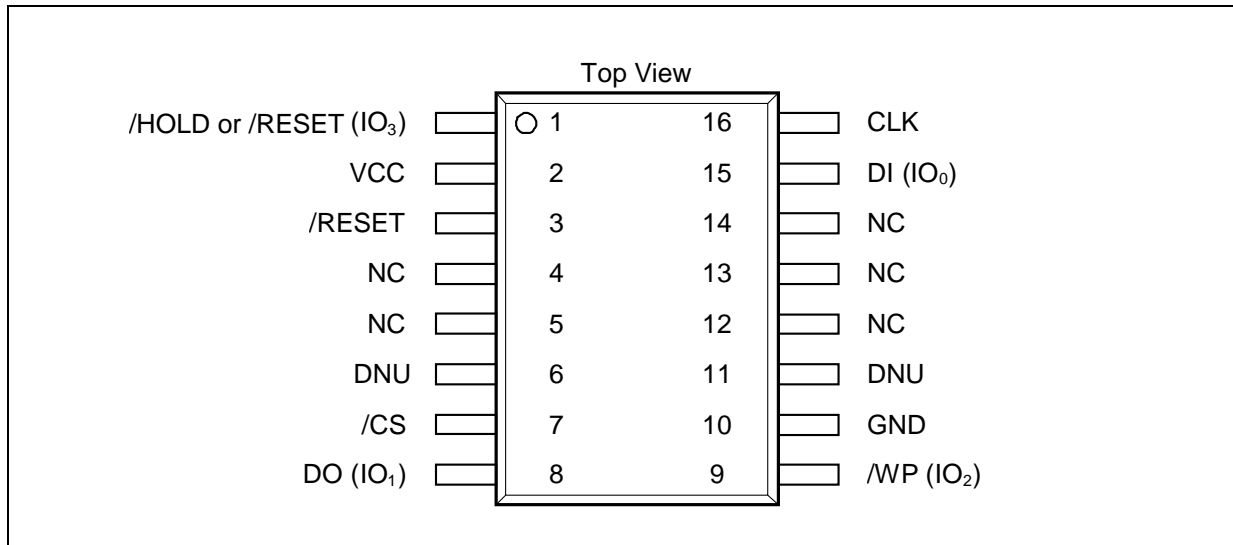 Top View
/HOLD or /RESET (IO₃) 1 16 CLK
VCC 2 15 DI (IO₀)
/RESET 3 14 NC
NC 4 13 NC
NC 5 12 NC
DNU 6 11 DNU
/CS 7 10 GND
DO (IO₁) 8 9 /WP (IO₂)